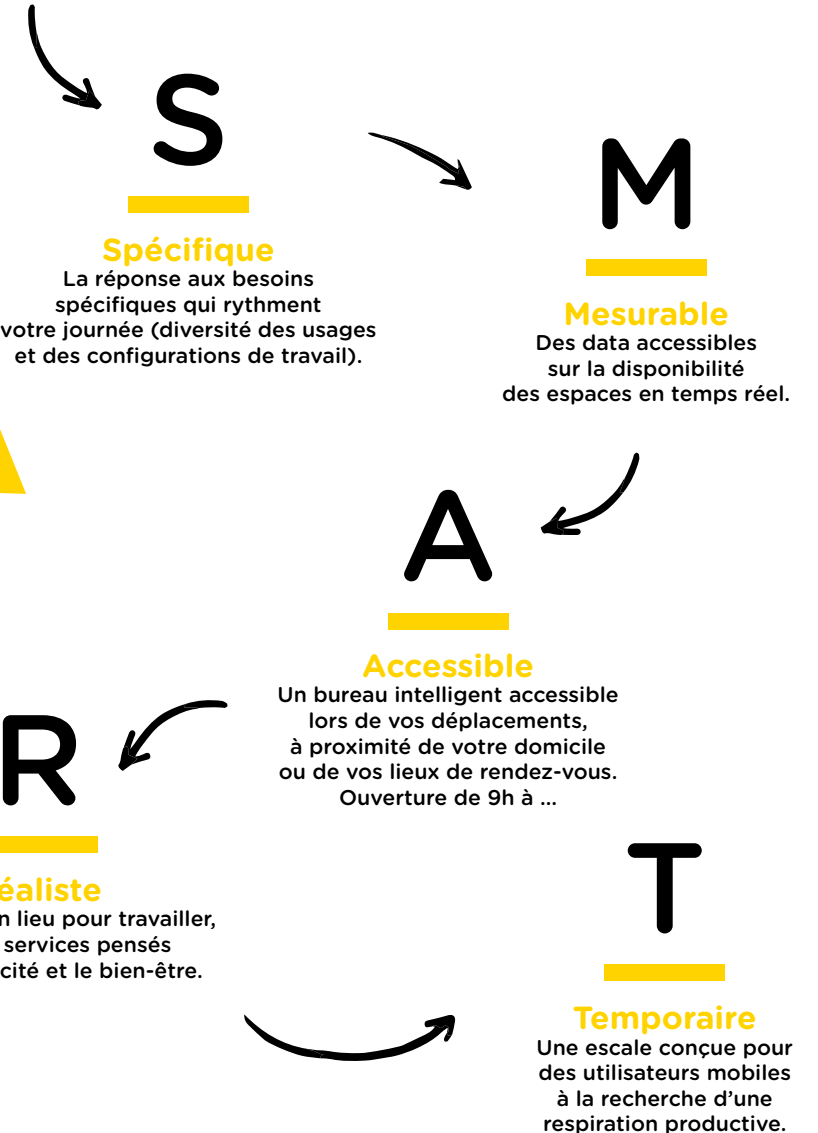 S
Spécifique
La réponse aux besoins
spécifiques qui rythment
votre journée (diversité des usages
et des configurations de travail).
M
Mesurable
Des data accessibles
sur la disponibilité
des espaces en temps réel.
A
Accessible
Un bureau intelligent accessible
lors de vos déplacements,
à proximité de votre domicile
ou de vos lieux de rendez-vous.
Ouverture de 9h à ...
R
éaliste
n lieu pour travailler,
services pensés
cité et le bien-être.
T
Temporaire
Une escale conçue pour
des utilisateurs mobiles
à la recherche d'une
respiration productive.